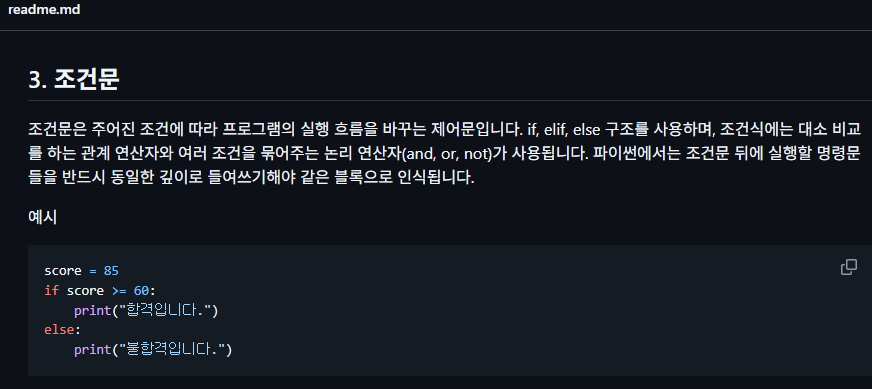 readme.md
3. 조건문
조건문은 주어진 조건에 따라 프로그램의 실행 흐름을 바꾸는 제어문입니다. if, elif, else 구조를 사용하며, 조건식에는 대소 비교
를 하는 관계 연산자와 여러 조건을 묶어주는 논리 연산자(and, or, not)가 사용됩니다. 파이썬에서는 조건문 뒤에 실행할 명령문
들을 반드시 동일한 깊이로 들여쓰기해야 같은 블록으로 인식됩니다.
예시
score = 85
if score >= 60:
    print("합격입니다.")
else:
    print("불합격입니다.")